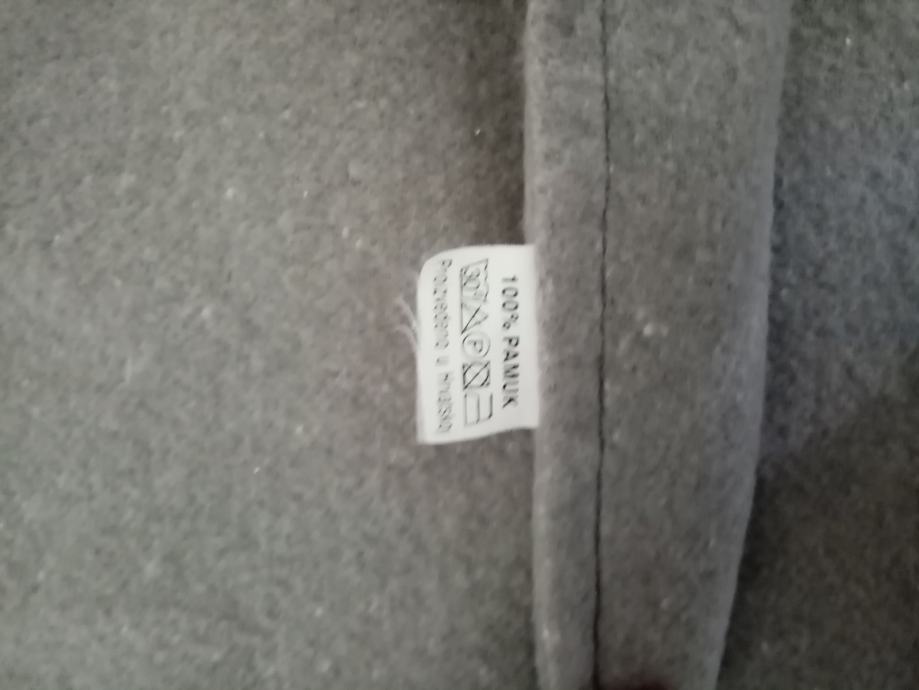 100% PAMUK
30° P
Proizvedeno u Hrvatskoj